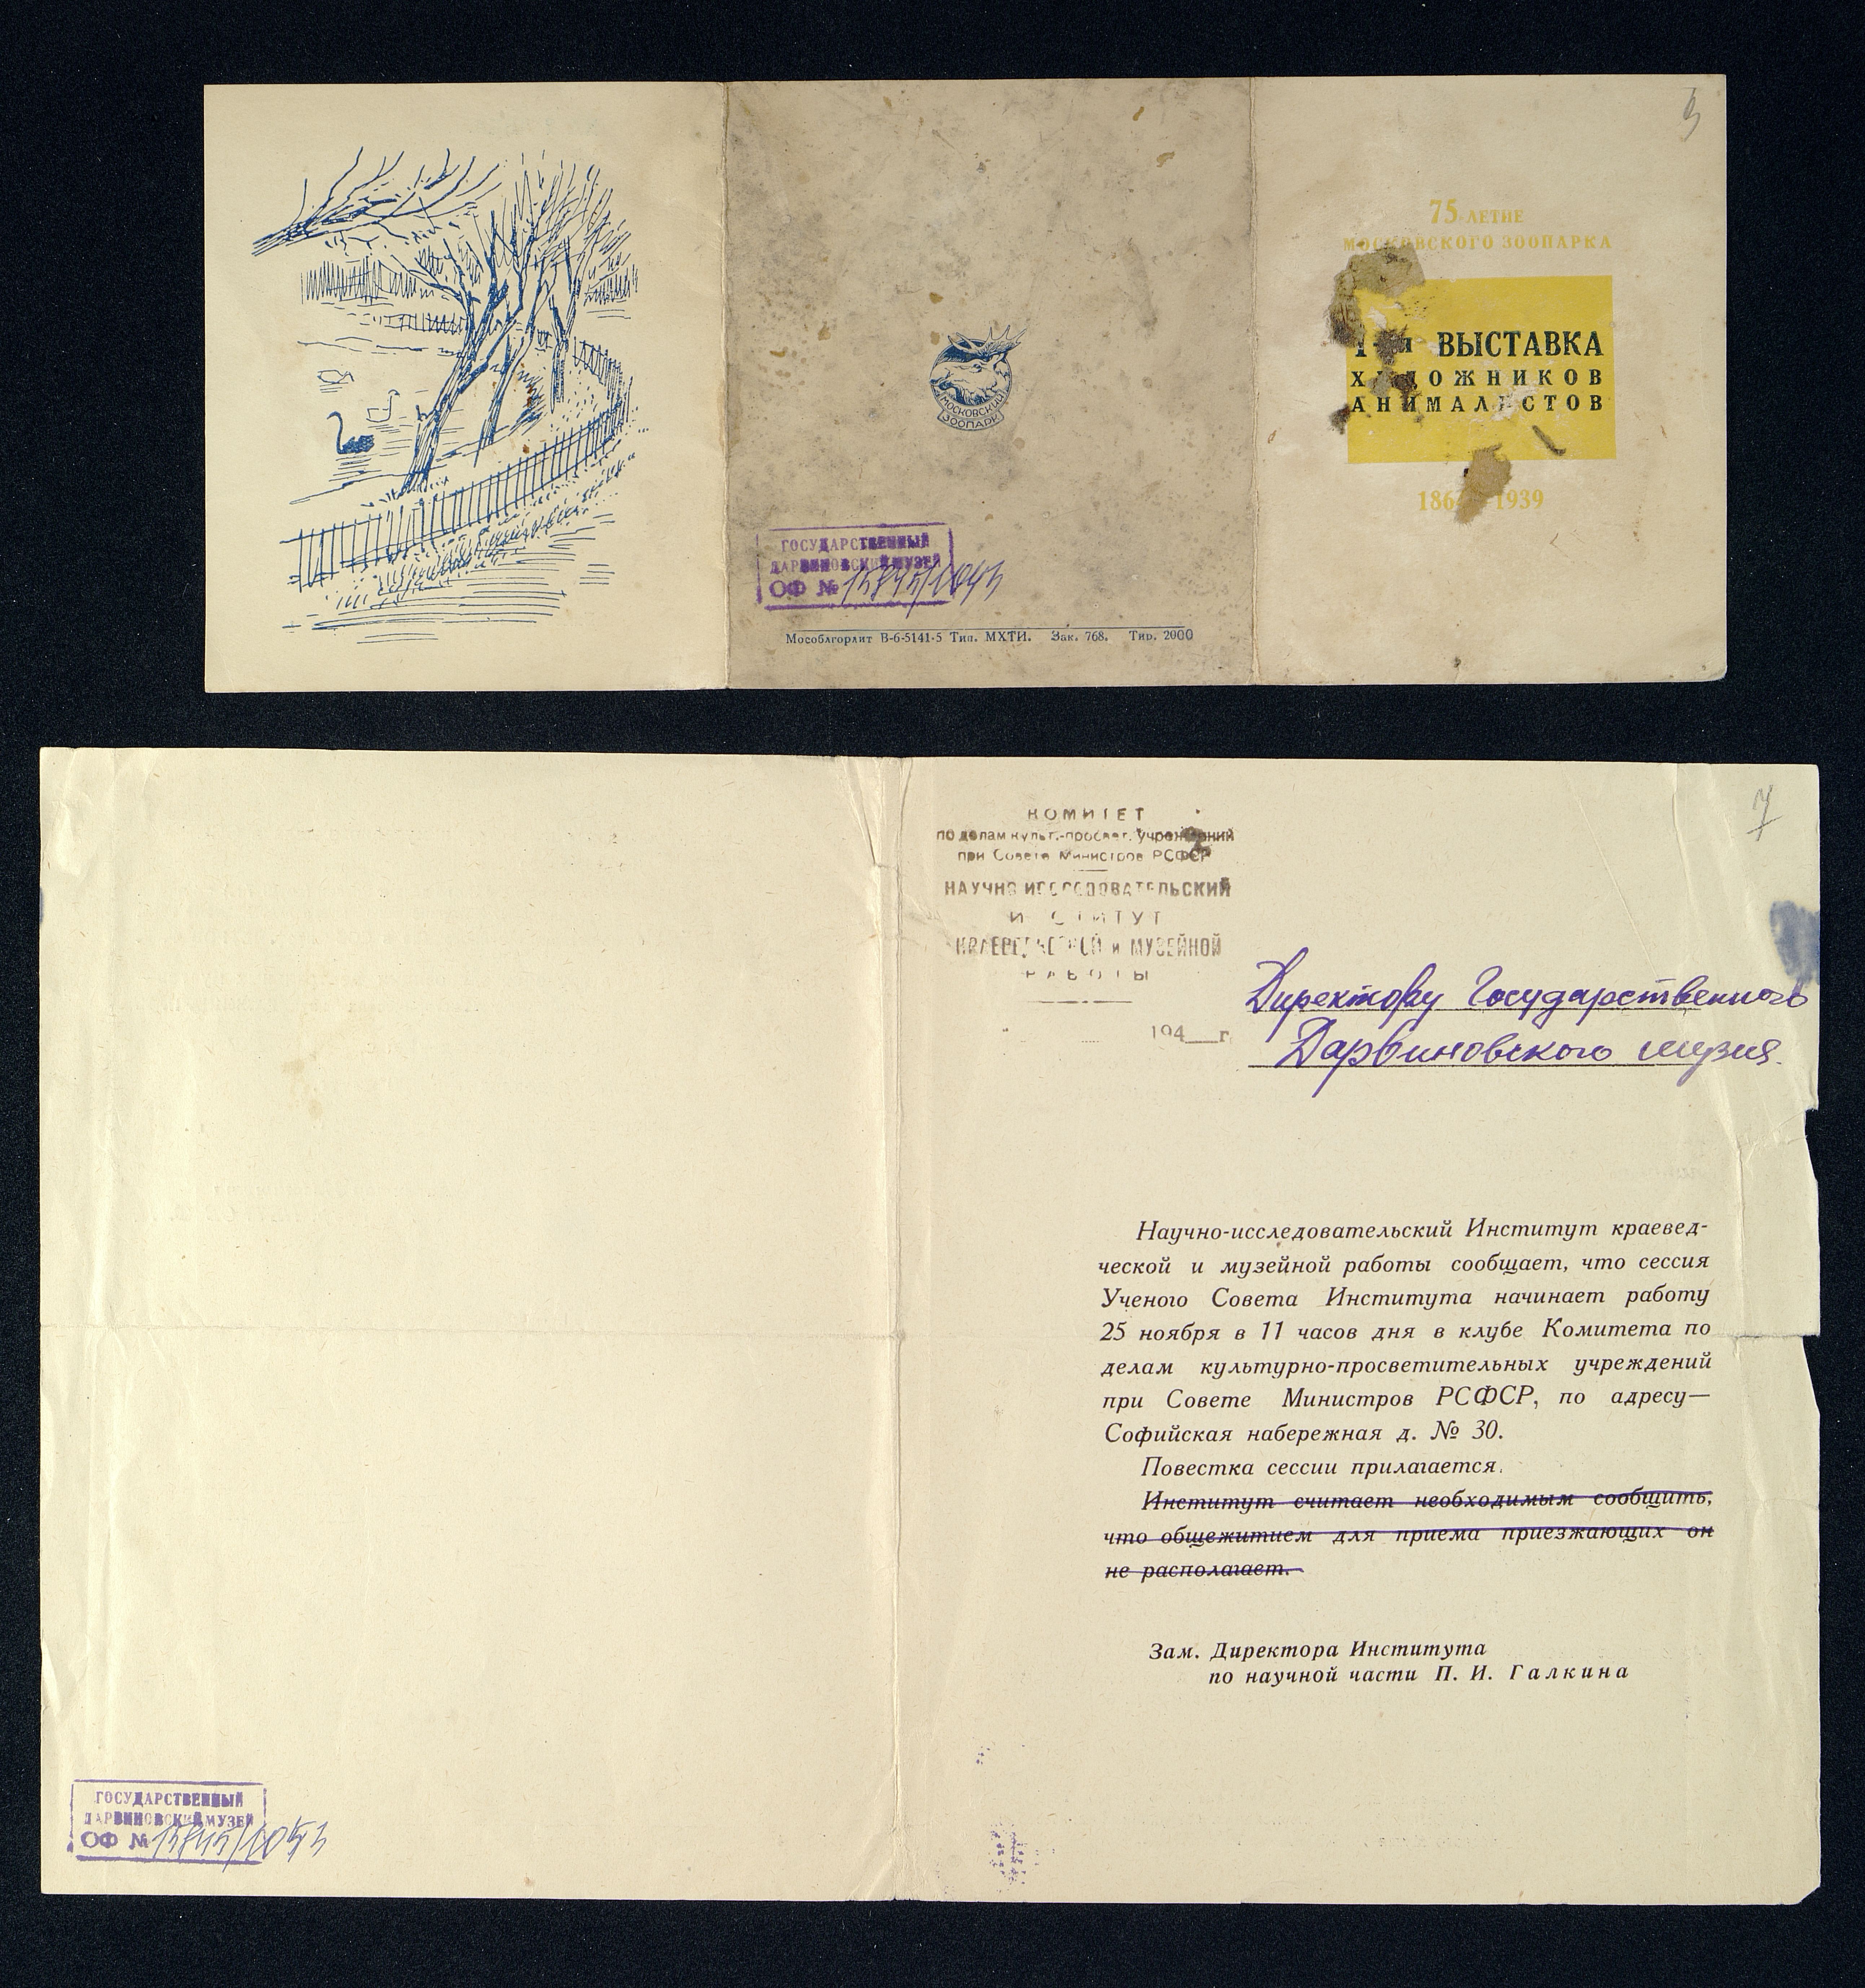 МОСКОВСКИЙ
ЗООПАРК
ГОСУДАРСТВЕННЫЙ
ДАРВИНОВСКИЙ МУЗЕЙ
ОФ №
Мособлгорлит В-6-5141-5 Тип. МХТИ. Зак. 768. Тир. 2000
75-ЛЕТИЕ
МОСКОВСКОГО ЗООПАРКА
1-ая ВЫСТАВКА
ХУДОЖНИКОВ
АНИМАЛИСТОВ
1939
7
КОМИТЕТ
по делам культ.-просвет. учреждений
при Совете Министров РСФСР
НАУЧНО ИССЛЕДОВАТЕЛЬСКИЙ
ИНСТИТУТ
КРАЕВЕДЧЕСКОЙ и МУЗЕЙНОЙ
РАБОТЫ
194__г.
Директору Государственного
Дарвиновского музея.
Научно-исследовательский Институт краевед-
ческой и музейной работы сообщает, что сессия
Ученого Совета Института начинает работу
25 ноября в 11 часов дня в клубе Комитета по
делам культурно-просветительных учреждений
при Совете Министров РСФСР, по адресу—
Софийская набережная д. № 30.
Повестка сессии прилагается.
Институт считает необходимым сообщить,
что общежитием для приема приезжающих он
не располагает.
Зам. Директора Института
по научной части П. И. Галкина
ГОСУДАРСТВЕННЫЙ
ДАРВИНОВСКИЙ МУЗЕЙ
ОФ №